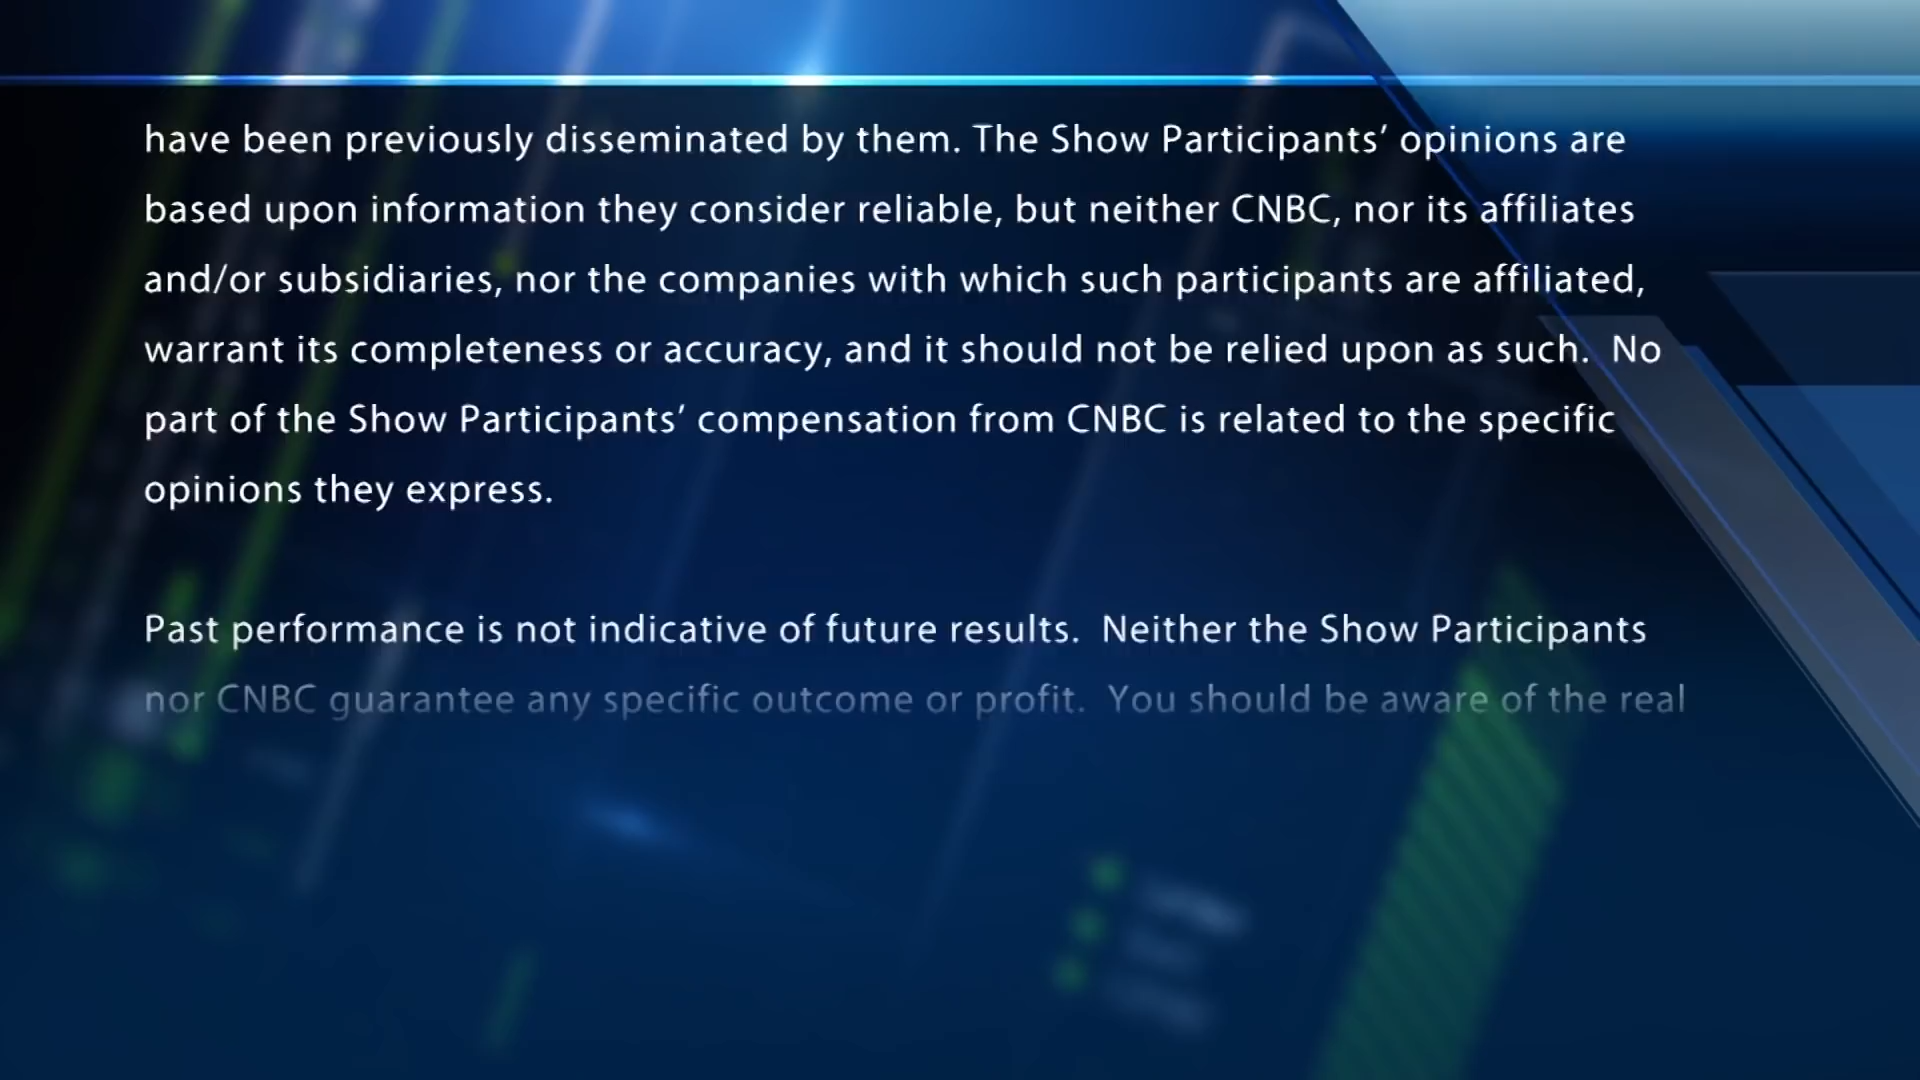 have been previously disseminated by them. The Show Participants’ opinions are
based upon information they consider reliable, but neither CNBC, nor its affiliates
and/or subsidiaries, nor the companies with which such participants are affiliated,
warrant its completeness or accuracy, and it should not be relied upon as such.  No
part of the Show Participants’ compensation from CNBC is related to the specific
opinions they express.
Past performance is not indicative of future results.  Neither the Show Participants
nor CNBC guarantee any specific outcome or profit.  You should be aware of the real